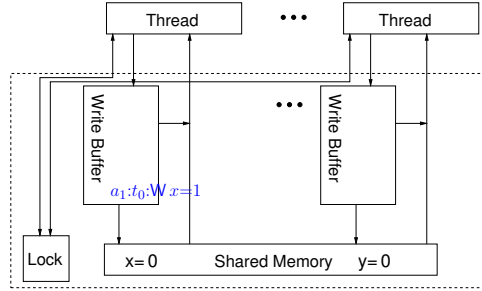 Thread
Thread
Write Buffer
Write Buffer
a₁:t₀:W x=1
Lock
x= 0 Shared Memory y= 0